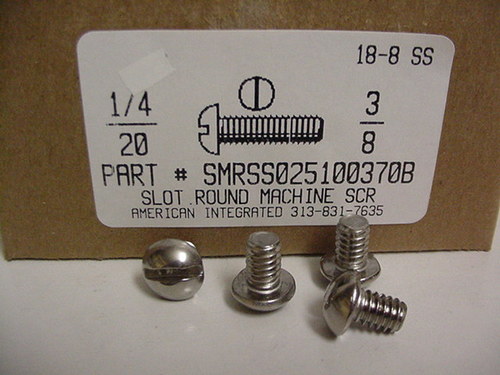 18-8 SS
1/4
20
3
8
PART # SMRSS025100370B
SLOT ROUND MACHINE SCR
AMERICAN INTEGRATED 313-831-7635